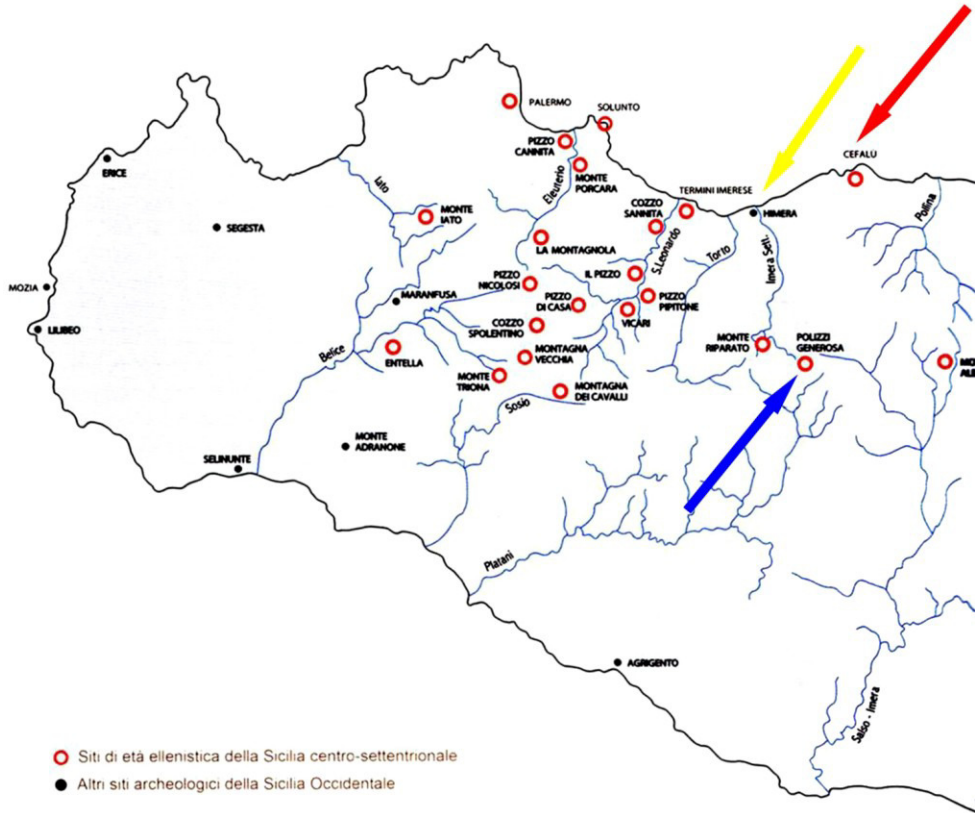 PALERMO
SOLUNTO
PIZZO
CANNITA
MONTE
PORCARA
Eleuterio
ERICE
Iato
MONTE
IATO
SEGESTA
LA MONTAGNOLA
COZZO
SANNITA
TERMINI IMERESE
S.Leonardo
HIMERA
CEFALÙ
Pollina
Torto
Imera Sett.
IL PIZZO
PIZZO
NICOLOSI
PIZZO
DI CASA
PIZZO
PIPITONE
VICARI
MOZIA
MARANFUSA
LILIBEO
COZZO
SPOLENTINO
Belice
ENTELLA
MONTAGNA
VECCHIA
MONTE
RIPARATO
POLIZZI
GENEROSA
MONTE
TRIONA
MONTAGNA
DEI CAVALLI
Sosio
MONTE
ADRANONE
SELINUNTE
Platani
AGRIGENTO
Salso - Imera
Siti di età ellenistica della Sicilia centro-settentrionale
Altri siti archeologici della Sicilia Occidentale